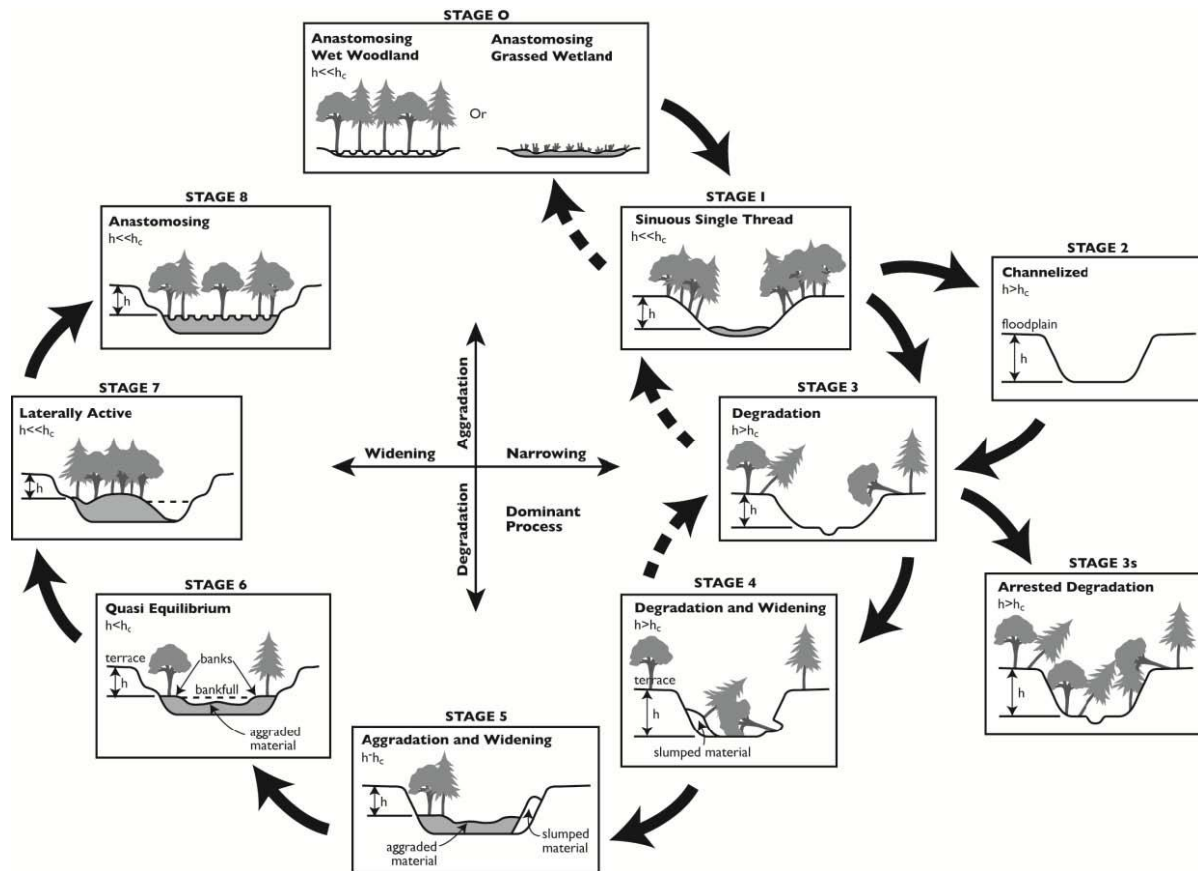 STAGE O
Anastomosing
Wet Woodland
h<<hc
Or
Anastomosing
Grassed Wetland
STAGE I
Sinuous Single Thread
h<<hc
h
STAGE 2
Channelized
h>hc
floodplain
h
STAGE 3
Degradation
h>hc
h
STAGE 3s
Arrested Degradation
h>hc
h
STAGE 4
Degradation and Widening
h>hc
terrace
h
slumped material
STAGE 5
Aggradation and Widening
h~hc
h
aggraded
material
slumped
material
STAGE 6
Quasi Equilibrium
h<hc
terrace
banks
h
bankfull
aggraded
material
STAGE 7
Laterally Active
h<<hc
h
STAGE 8
Anastomosing
h<<hc
h
Aggradation
Widening
Narrowing
Degradation
Dominant
Process